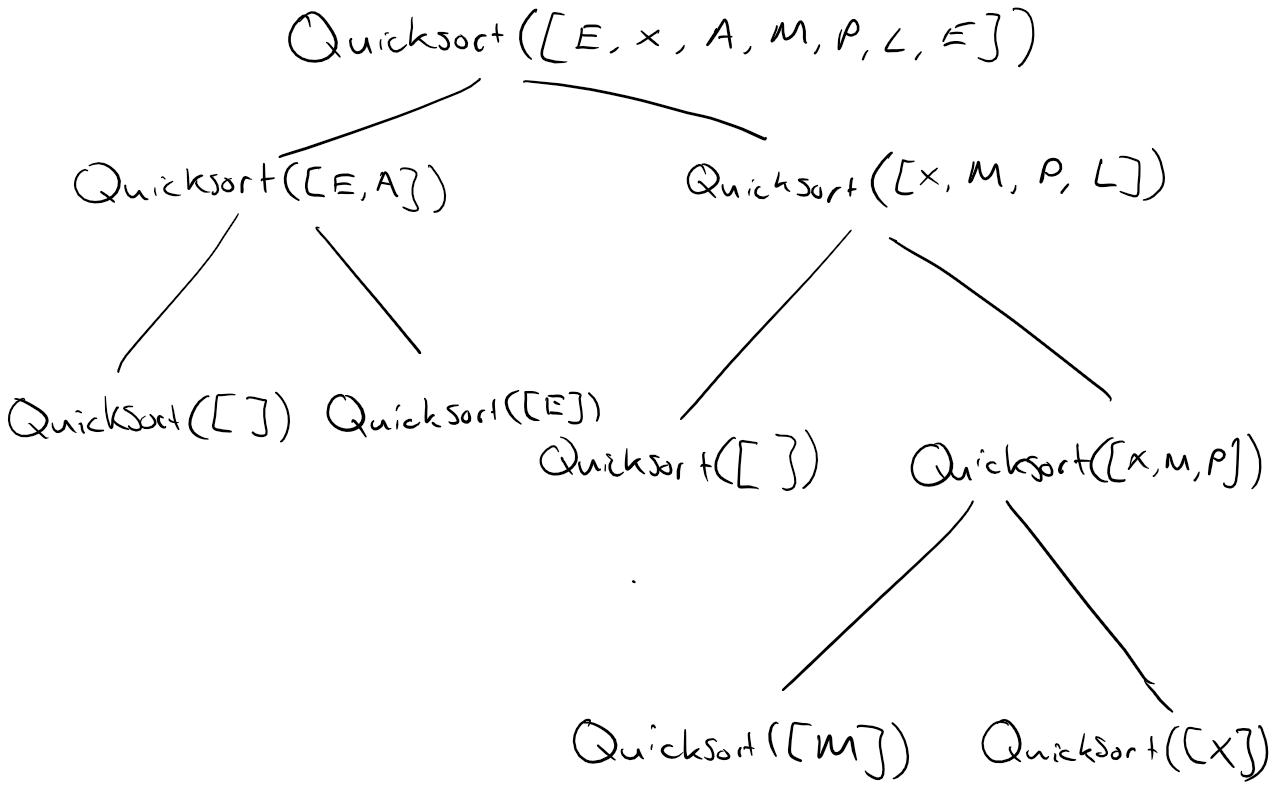 Quicksort([E, X, A, M, P, L, E])
Quicksort([E, A])
Quicksort([X, M, P, L])
Quicksort([ ])
Quicksort([E])
Quicksort([ ])
Quicksort([X, M, P])
Quicksort([M])
Quicksort([X])